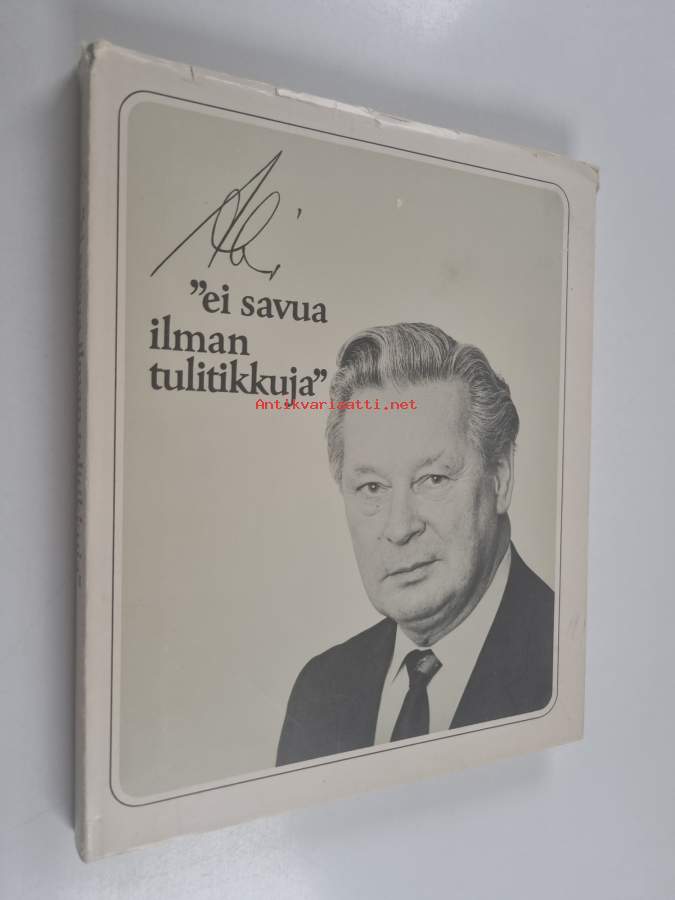 ”ei savua
ilman
tulitikkuja”
Antikvariaatti.net